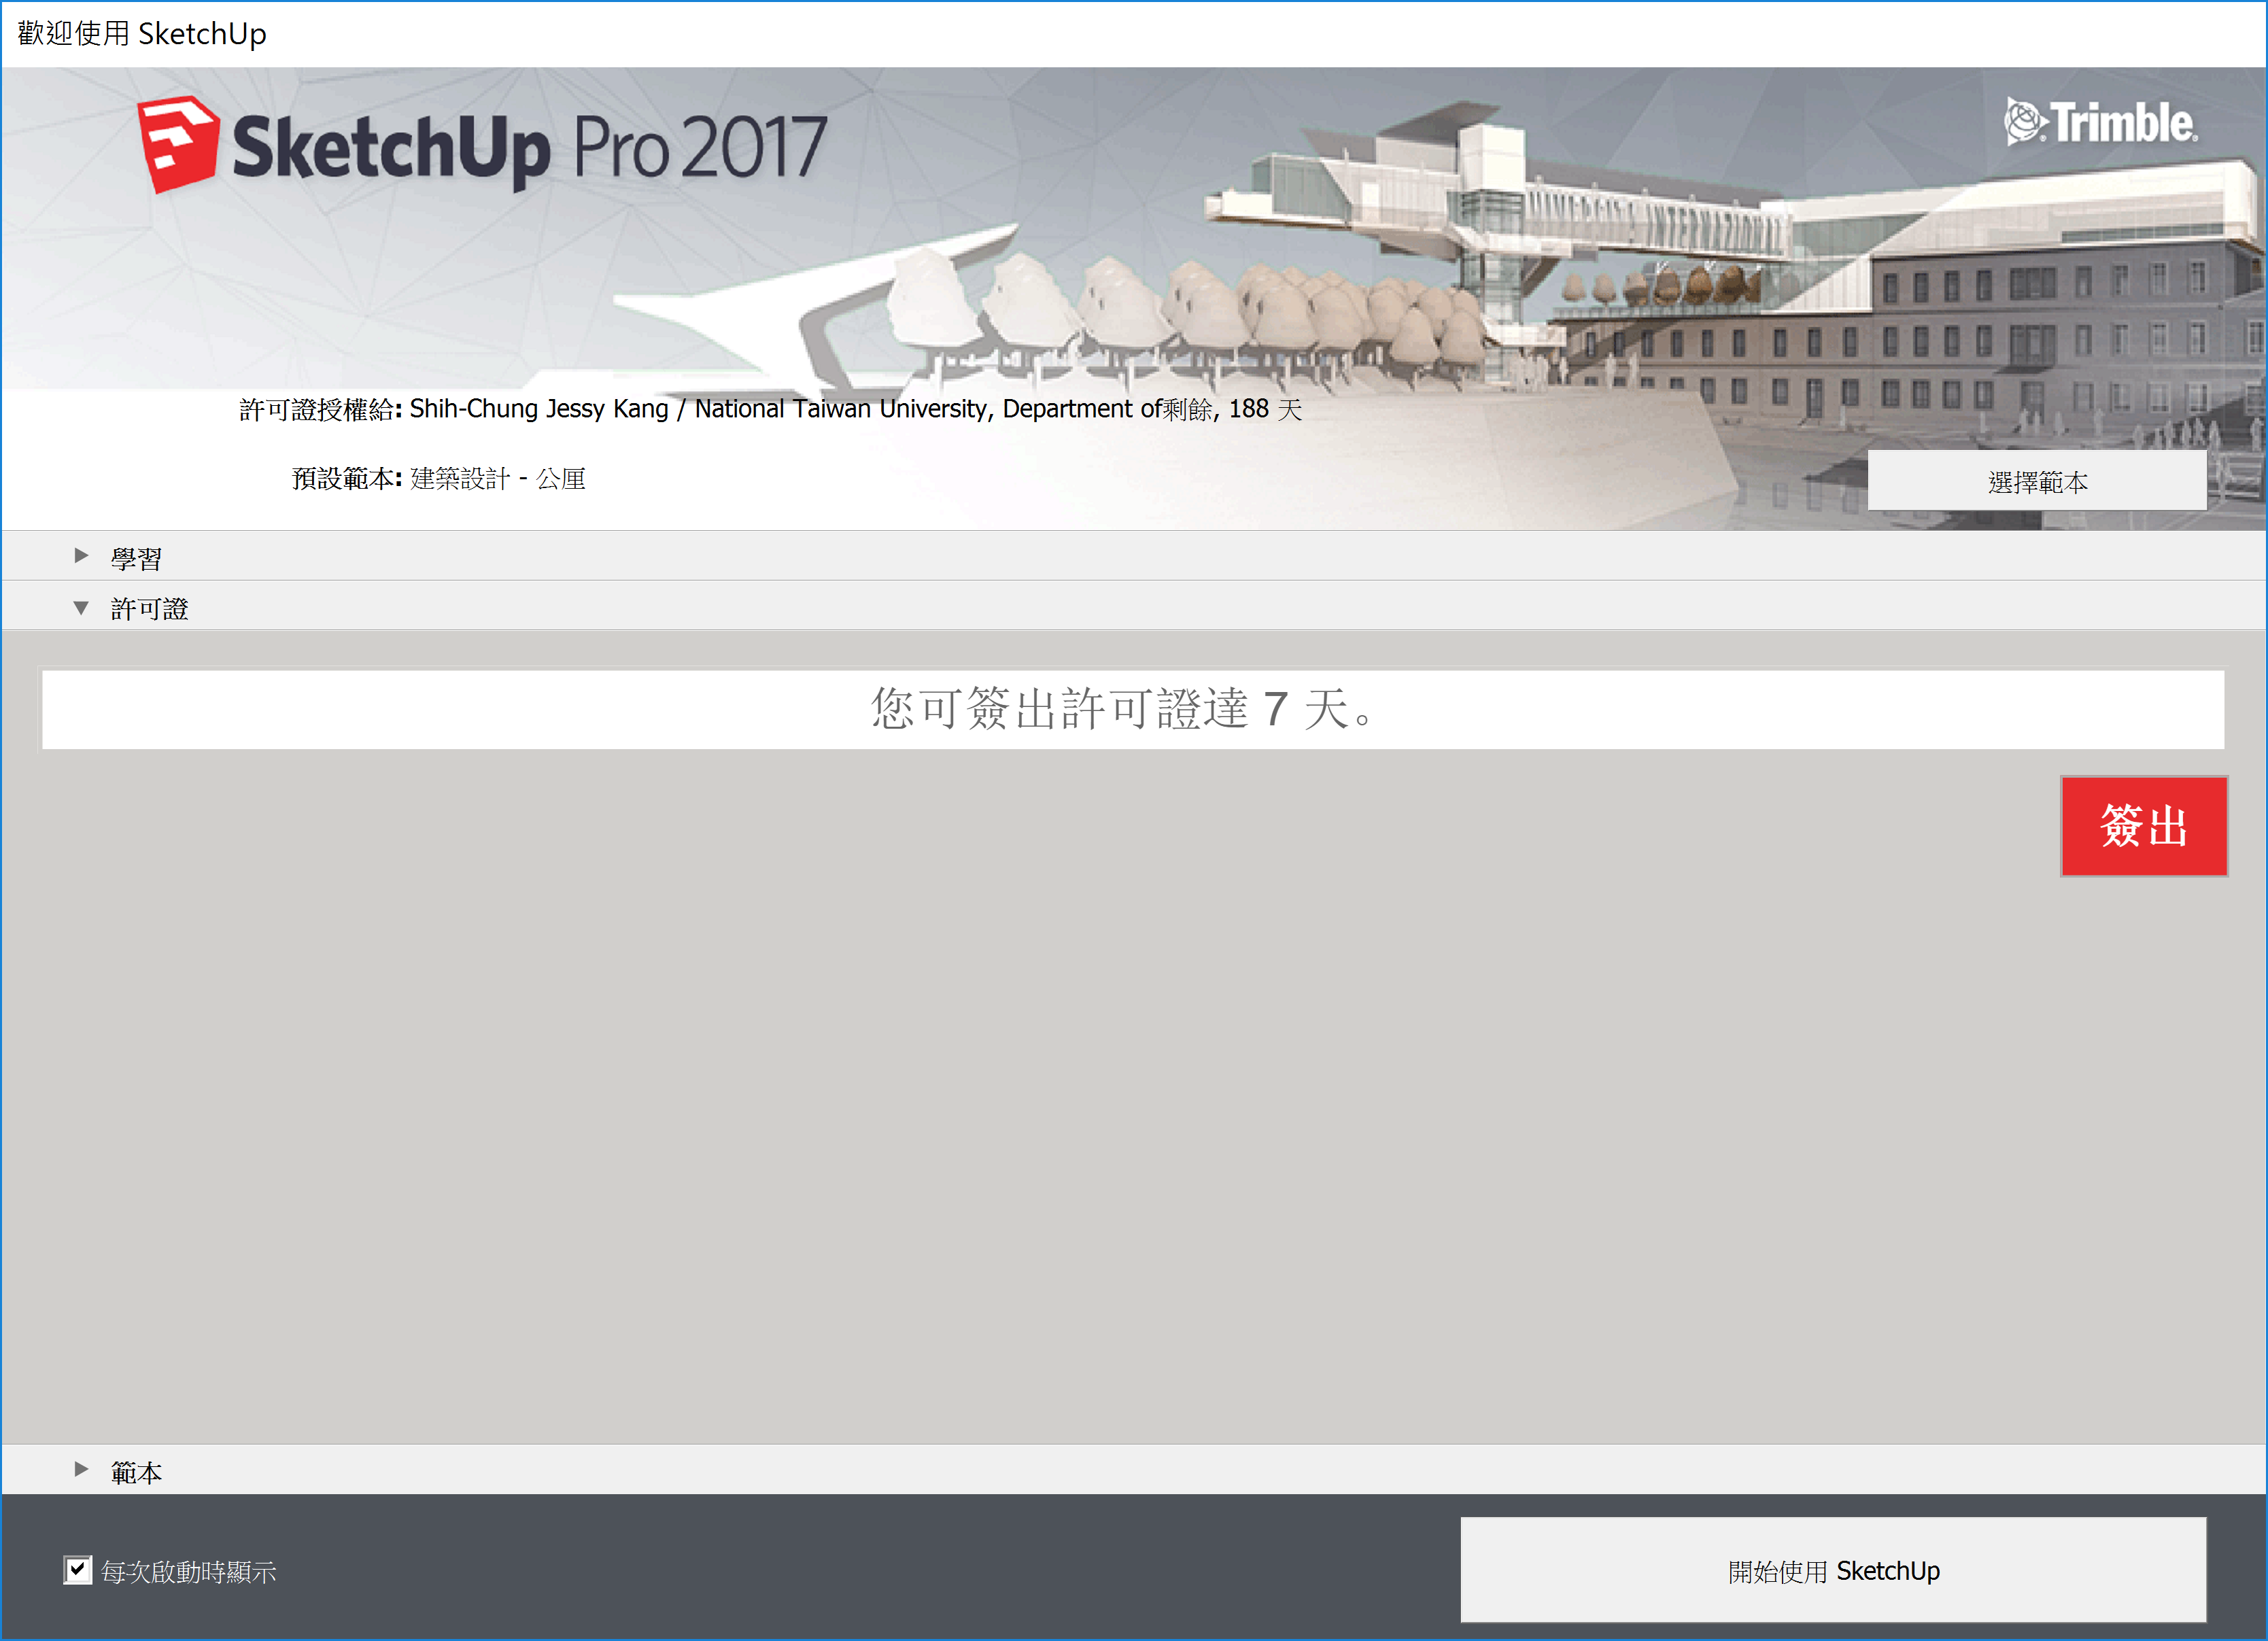 歡迎使用 SketchUp
SketchUp Pro 2017
Trimble.
UNIVERSITÀ INTERNAZIONALE
許可證授權給: Shih-Chung Jessy Kang / National Taiwan University, Department of剩餘, 188 天
預設範本: 建築設計 - 公厘
選擇範本
學習
許可證
您可簽出許可證達 7 天。
簽出
範本
每次啟動時顯示
開始使用 SketchUp